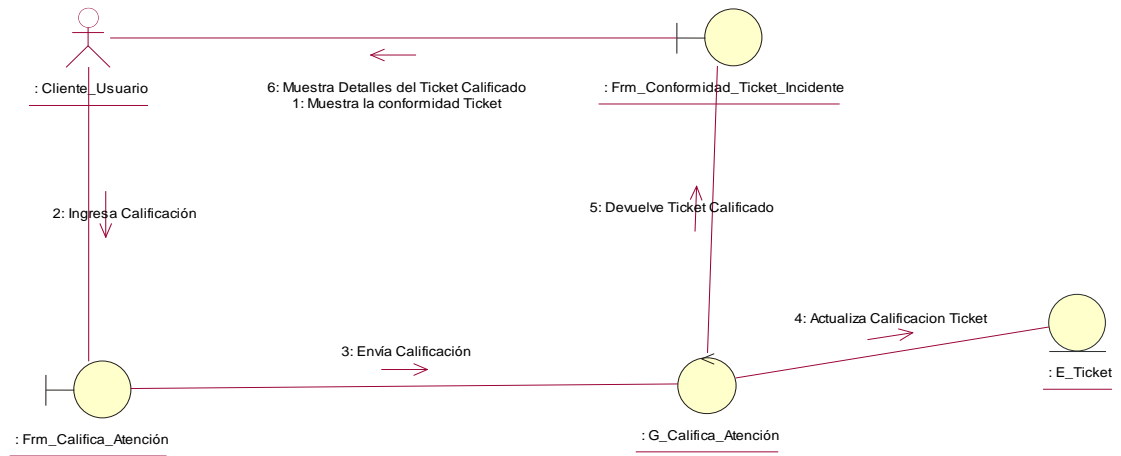 : Cliente_Usuario
: Frm_Conformidad_Ticket_Incidente
6: Muestra Detalles del Ticket Calificado
1: Muestra la conformidad Ticket
2: Ingresa Calificación
5: Devuelve Ticket Calificado
4: Actualiza Calificacion Ticket
3: Envía Calificación
: E_Ticket
: Frm_Califica_Atención
: G_Califica_Atención